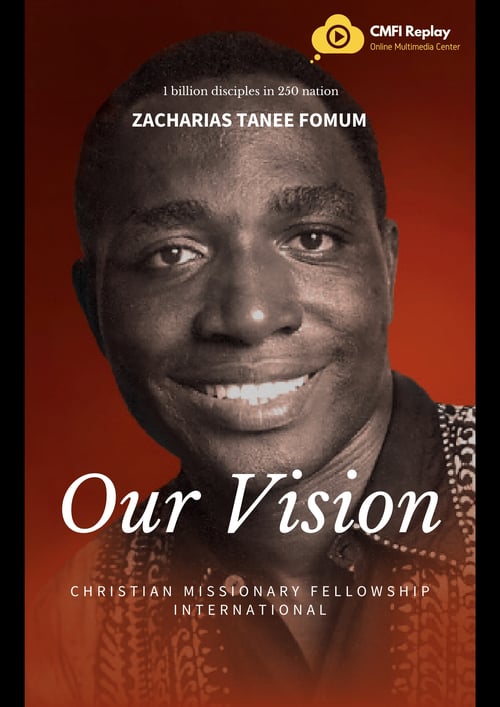 CMFI Replay
Online Multimedia Center
1 billion disciples in 250 nation
ZACHARIAS TANEE FOMUM
Our Vision
CHRISTIAN MISSIONARY FELLOWSHIP
INTERNATIONAL